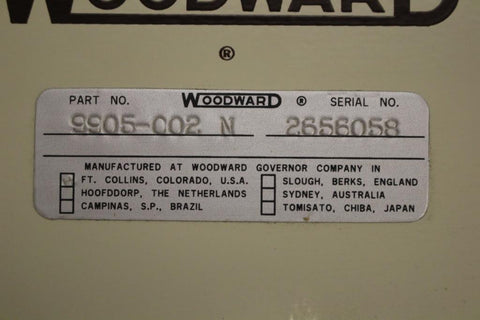 WOODWARD
®
PART NO. WOODWARD ® SERIAL NO.
9905-002 N 2656058
MANUFACTURED AT WOODWARD GOVERNOR COMPANY IN
FT. COLLINS, COLORADO, U.S.A. SLOUGH, BERKS, ENGLAND
HOOFDDORP, THE NETHERLANDS SYDNEY, AUSTRALIA
CAMPINAS, S.P., BRAZIL TOMISATO, CHIBA, JAPAN